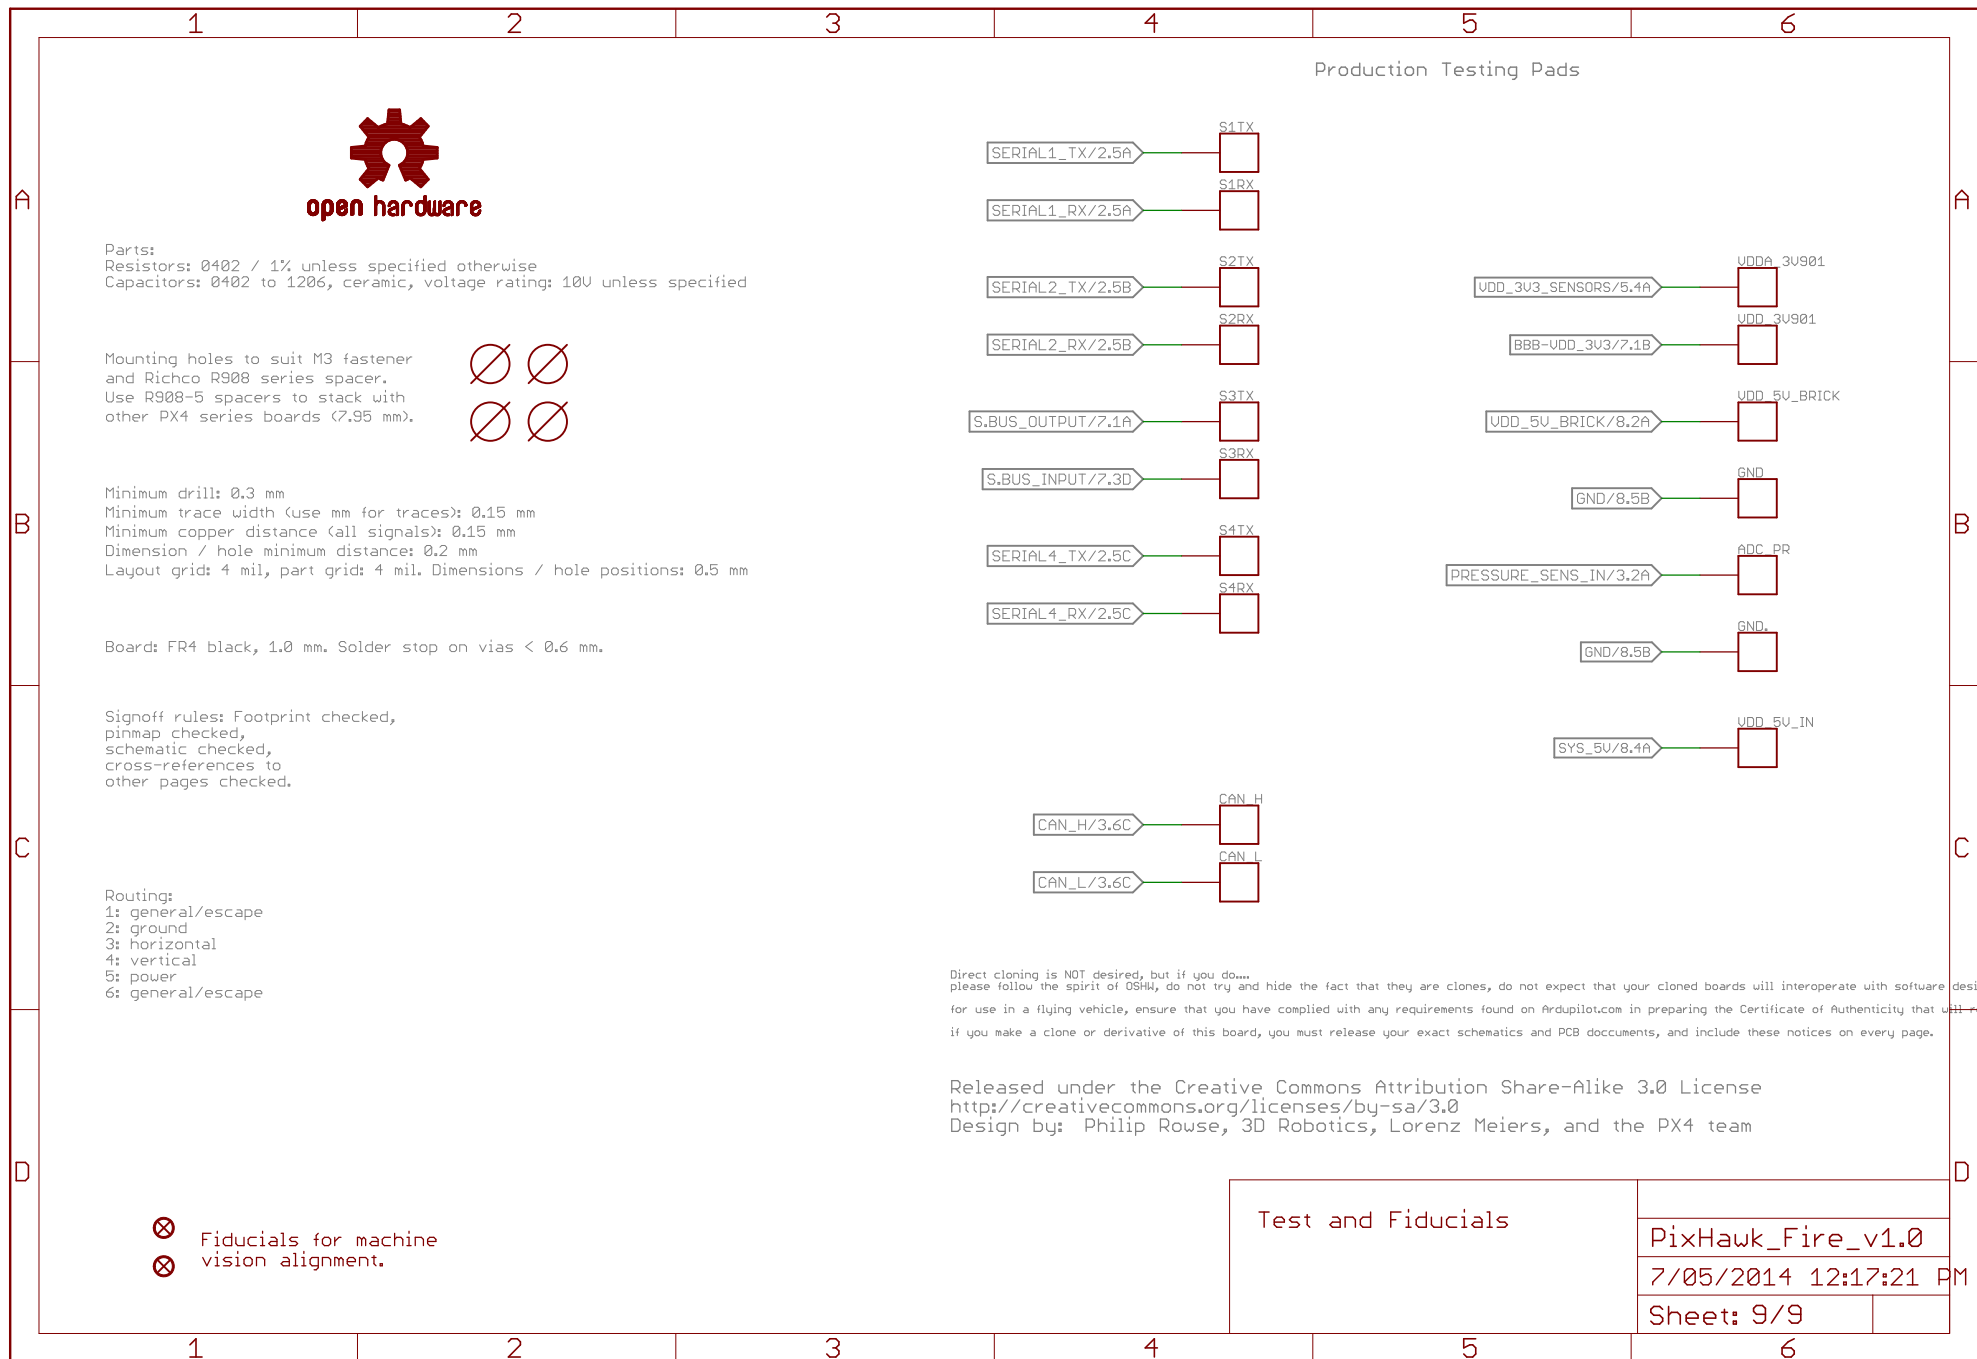 1 2 3 4 5 6
Production Testing Pads
open hardware
A A
B B
C C
D D
Parts:
Resistors: 0402 / 1% unless specified otherwise
Capacitors: 0402 to 1206, ceramic, voltage rating: 10V unless specified
Mounting holes to suit M3 fastener
and Richco R908 series spacer.
Use R908-5 spacers to stack with
other PX4 series boards (7.95 mm).
Minimum drill: 0.3 mm
Minimum trace width (use mm for traces): 0.15 mm
Minimum copper distance (all signals): 0.15 mm
Dimension / hole minimum distance: 0.2 mm
Layout grid: 4 mil, part grid: 4 mil. Dimensions / hole positions: 0.5 mm
Board: FR4 black, 1.0 mm. Solder stop on vias < 0.6 mm.
Signoff rules: Footprint checked,
pinmap checked,
schematic checked,
cross-references to
other pages checked.
Routing:
1: general/escape
2: ground
3: horizontal
4: vertical
5: power
6: general/escape
Fiducials for machine
vision alignment.
S1TX
SERIAL1_TX/2.5A
S1RX
SERIAL1_RX/2.5A
S2TX
SERIAL2_TX/2.5B
S2RX
SERIAL2_RX/2.5B
S3TX
S.BUS_OUTPUT/7.1A
S3RX
S.BUS_INPUT/7.3D
S4TX
SERIAL4_TX/2.5C
S4RX
SERIAL4_RX/2.5C
CAN_H
CAN_H/3.6C
CAN_L
CAN_L/3.6C
VDDA_3V901
VDD_3V3_SENSORS/5.4A
VDD_3V901
BBB-VDD_3V3/7.1B
VDD_5V_BRICK
VDD_5V_BRICK/8.2A
GND
GND/8.5B
ADC_PR
PRESSURE_SENS_IN/3.2A
GND.
GND/8.5B
VDD_5V_IN
SYS_5V/8.4A
Direct cloning is NOT desired, but if you do....
please follow the spirit of OSHW, do not try and hide the fact that they are clones, do not expect that your cloned boards will interoperate with software desi
for use in a flying vehicle, ensure that you have complied with any requirements found on Ardupilot.com in preparing the Certificate of Authenticity that will
if you make a clone or derivative of this board, you must release your exact schematics and PCB doccuments, and include these notices on every page.
Released under the Creative Commons Attribution Share-Alike 3.0 License
http://creativecommons.org/licenses/by-sa/3.0
Design by: Philip Rowse, 3D Robotics, Lorenz Meiers, and the PX4 team
Test and Fiducials
PixHawk_Fire_v1.0
7/05/2014 12:17:21 PM
Sheet: 9/9
1 2 3 4 5 6